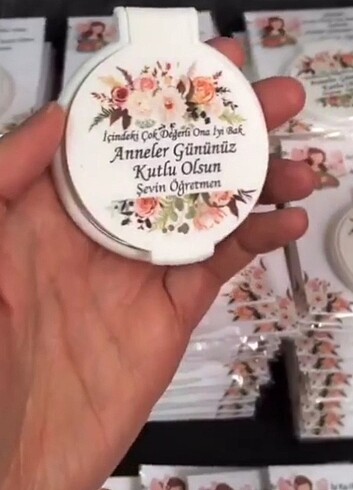 İçindeki Çok Değerli Ona İyi Bak
Anneler Gününüz
Kutlu Olsun
Şevin Öğretmen